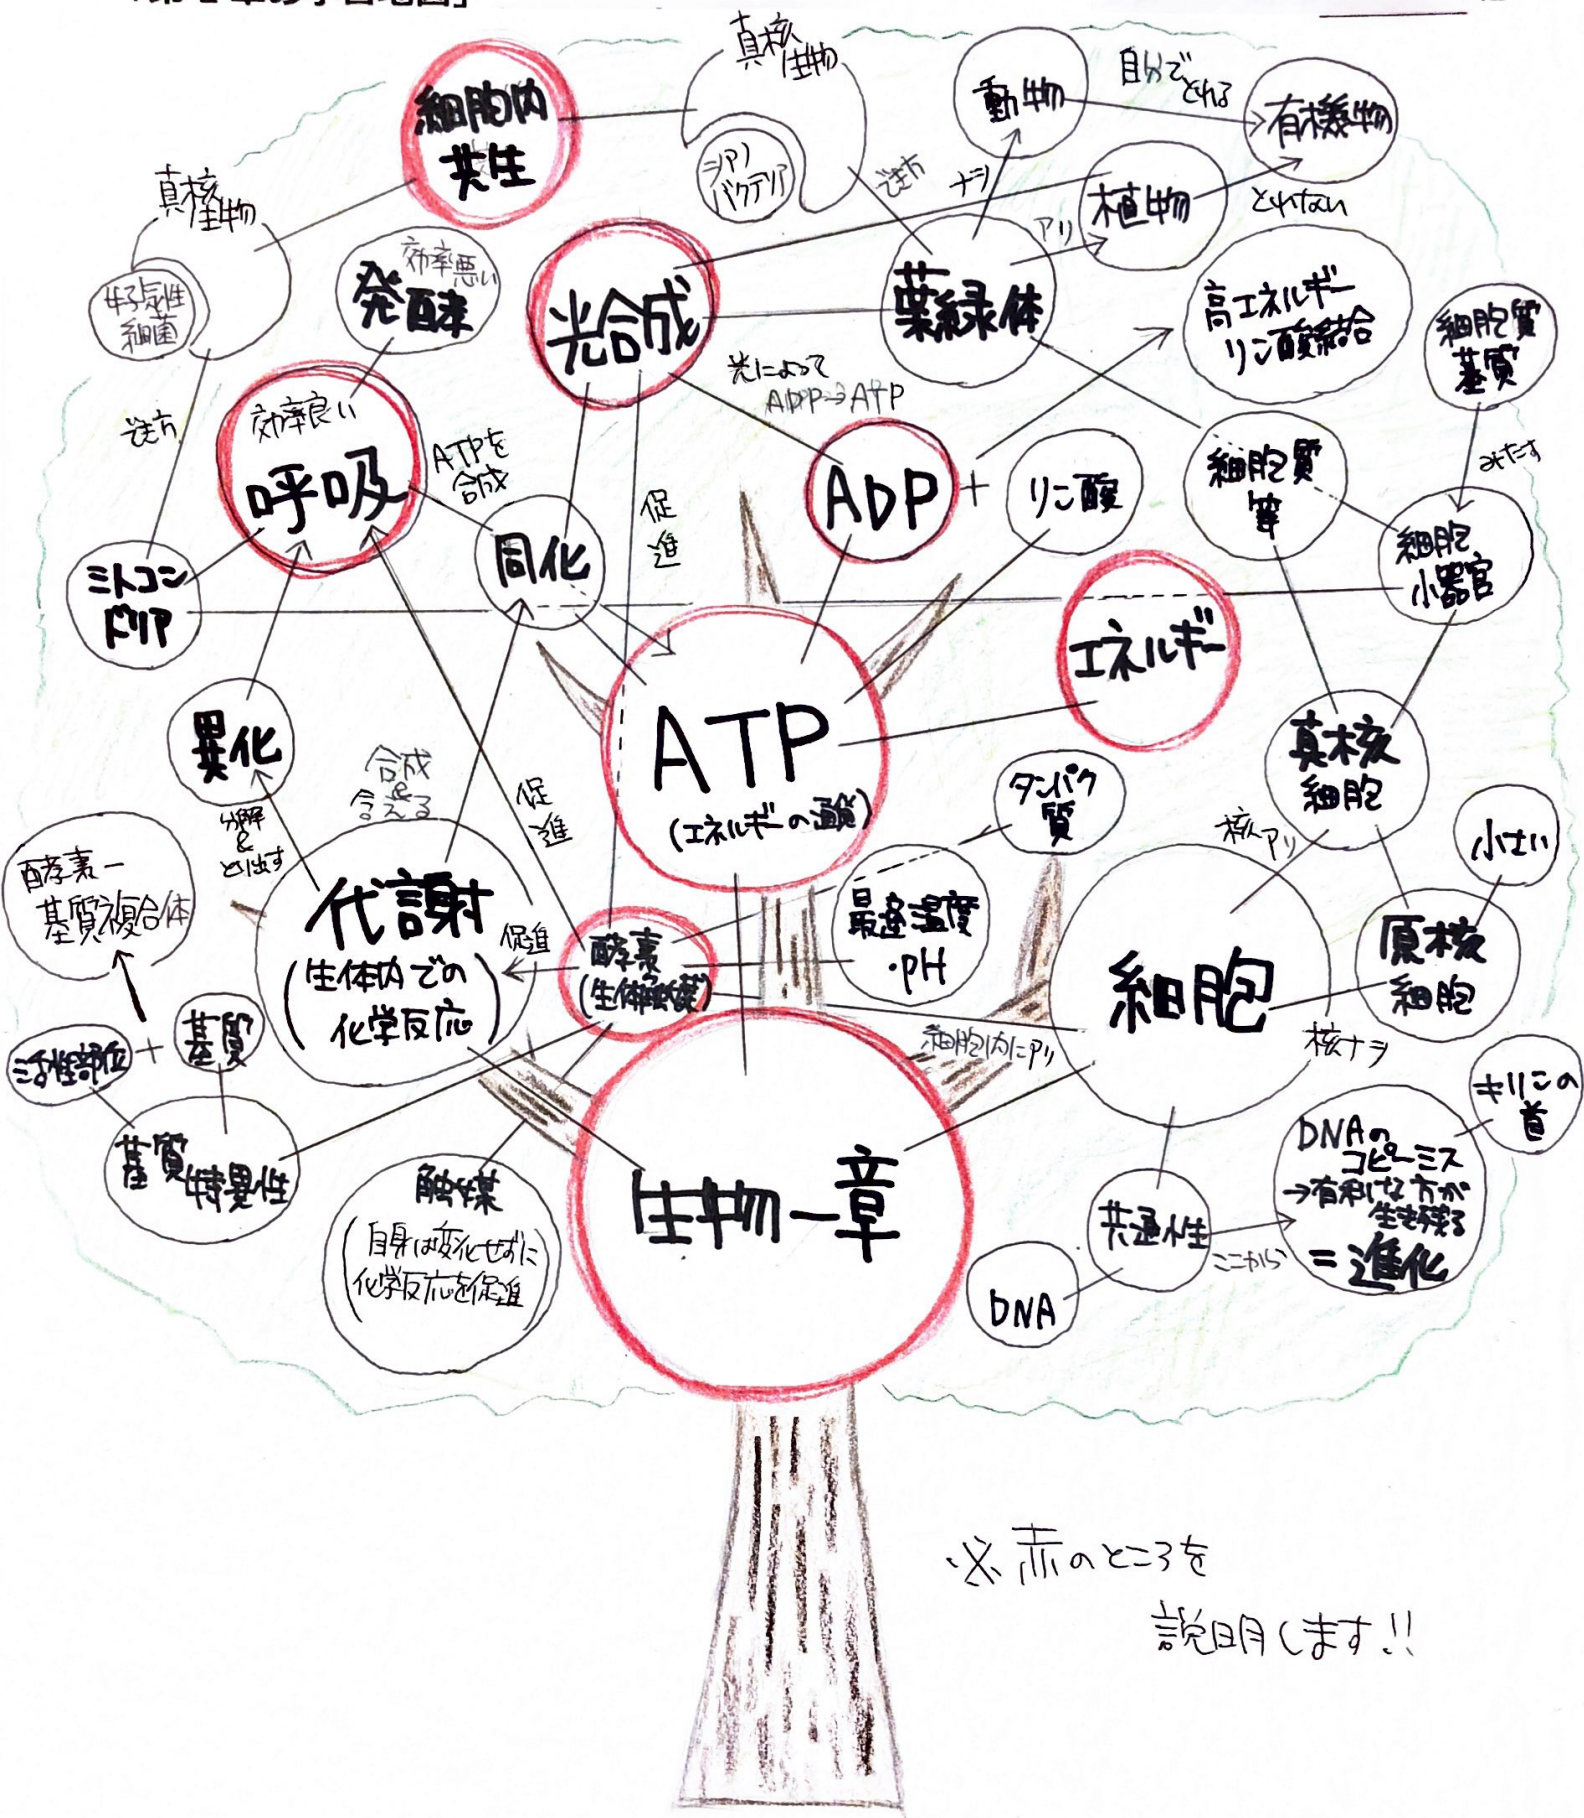 真核
生物
動物
自分で
とれる
有機物
細胞内
共生
シアノ
バクテリア
でき方
ナシ
植物
とれない
アリ
真核
生物
好気性
細菌
効率悪い
発酵
光合成
葉緑体
高エネルギー
リン酸結合
細胞質
基質
光によって
ADP→ATP
でき方
効率良い
呼吸
ATPを
合成
促
進
ADP
+
リン酸
細胞質
等
みたす
細胞
小器官
ミトコン
ドリア
同化
エネルギー
異化
ATP
(エネルギーの通貨)
真核
細胞
タンパク
質
合成
&
合える
促
進
分解
&
とり出す
核アリ
小さい
酵素ー
基質複合体
代謝
(生体内での
化学反応)
促進
酵素
(生体触媒)
最適温度
・pH
細胞
原核
細胞
核ナシ
細胞内にアリ
活性部位
+
基質
基質特異性
触媒
(自身は変化せずに
化学反応を促進)
生物一章
共通性
ここから
DNA
DNAの
コピーミス
→有利な方が
生き残る
=進化
キリンの
首
※赤のところを
説明します!!